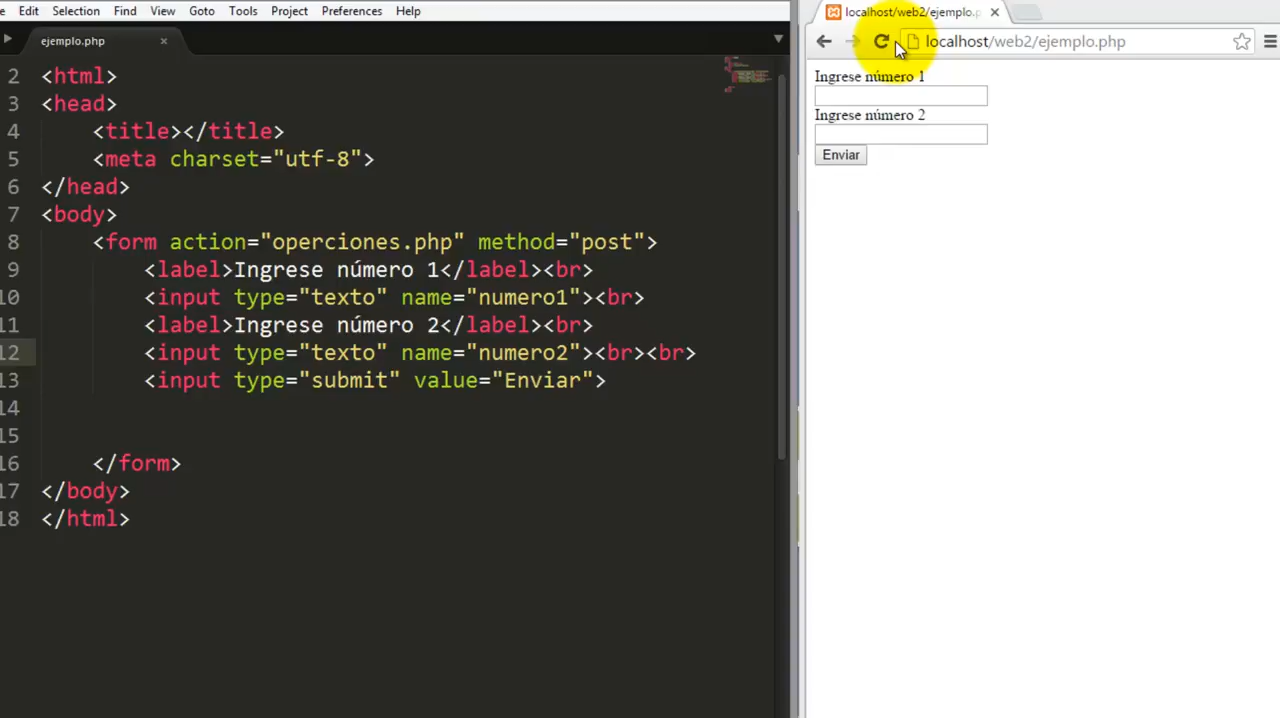 Edit Selection Find View Goto Tools Project Preferences Help
ejemplo.php
2 <html>
3 <head>
4 <title></title>
5 <meta charset="utf-8">
6 </head>
7 <body>
8 <form action="operciones.php" method="post">
9 <label>Ingrese número 1</label><br>
10 <input type="texto" name="numero1"><br>
11 <label>Ingrese número 2</label><br>
12 <input type="texto" name="numero2"><br><br>
13 <input type="submit" value="Enviar">
14
15
16 </form>
17 </body>
18 </html>
localhost/web2/ejemplo.p
localhost/web2/ejemplo.php
Ingrese número 1
Ingrese número 2
Enviar